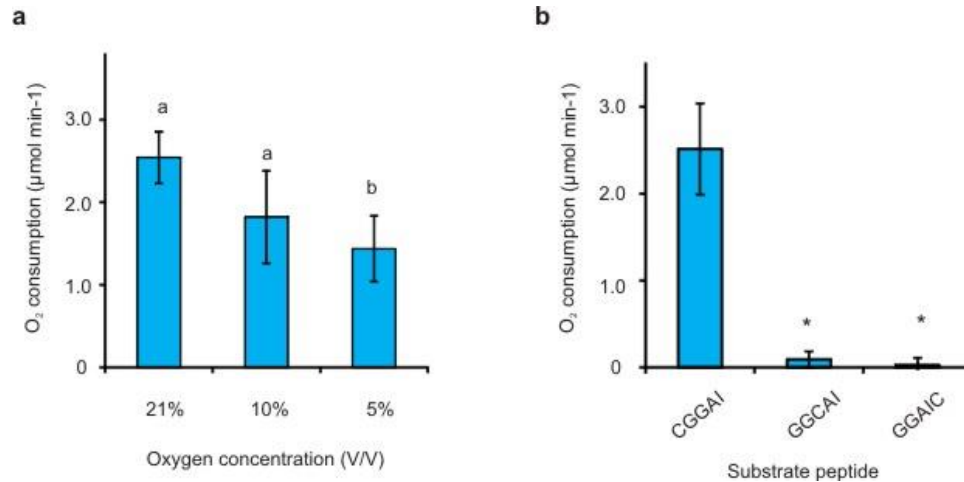 a
O₂ consumption (µmol min-1)
3.0
2.0
1.0
0
a
a
b
21% 10% 5%
Oxygen concentration (V/V)
b
O₂ consumption (µmol min-1)
3.0
2.0
1.0
0
*
*
CGGAI GGCAI GGAIC
Substrate peptide